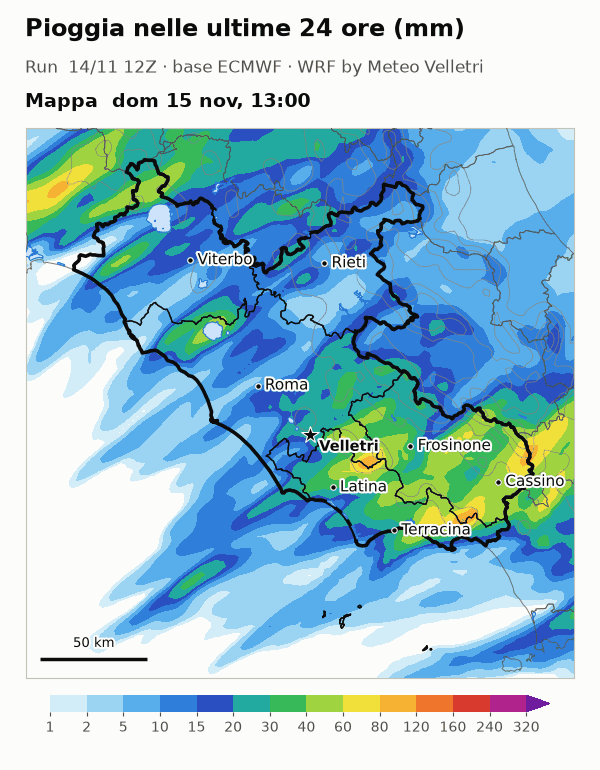 Pioggia nelle ultime 24 ore (mm)
Run  14/11 12Z · base ECMWF · WRF by Meteo Velletri
Mappa  dom 15 nov, 13:00
Viterbo
Rieti
Roma
Velletri
Frosinone
Latina
Cassino
Terracina
50 km
1 2 5 10 15 20 30 40 60 80 120 160 240 320